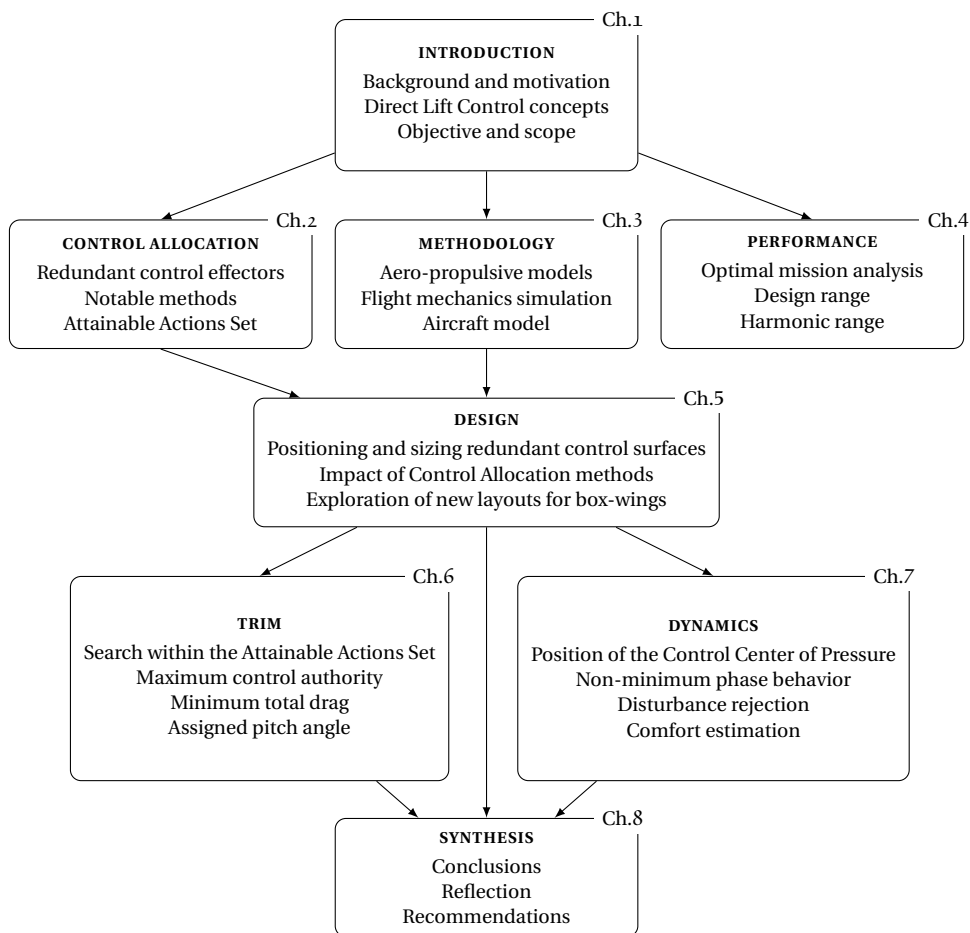 Ch.1
INTRODUCTION
Background and motivation
Direct Lift Control concepts
Objective and scope
Ch.2
CONTROL ALLOCATION
Redundant control effectors
Notable methods
Attainable Actions Set
Ch.3
METHODOLOGY
Aero-propulsive models
Flight mechanics simulation
Aircraft model
Ch.4
PERFORMANCE
Optimal mission analysis
Design range
Harmonic range
Ch.5
DESIGN
Positioning and sizing redundant control surfaces
Impact of Control Allocation methods
Exploration of new layouts for box-wings
Ch.6
TRIM
Search within the Attainable Actions Set
Maximum control authority
Minimum total drag
Assigned pitch angle
Ch.7
DYNAMICS
Position of the Control Center of Pressure
Non-minimum phase behavior
Disturbance rejection
Comfort estimation
Ch.8
SYNTHESIS
Conclusions
Reflection
Recommendations